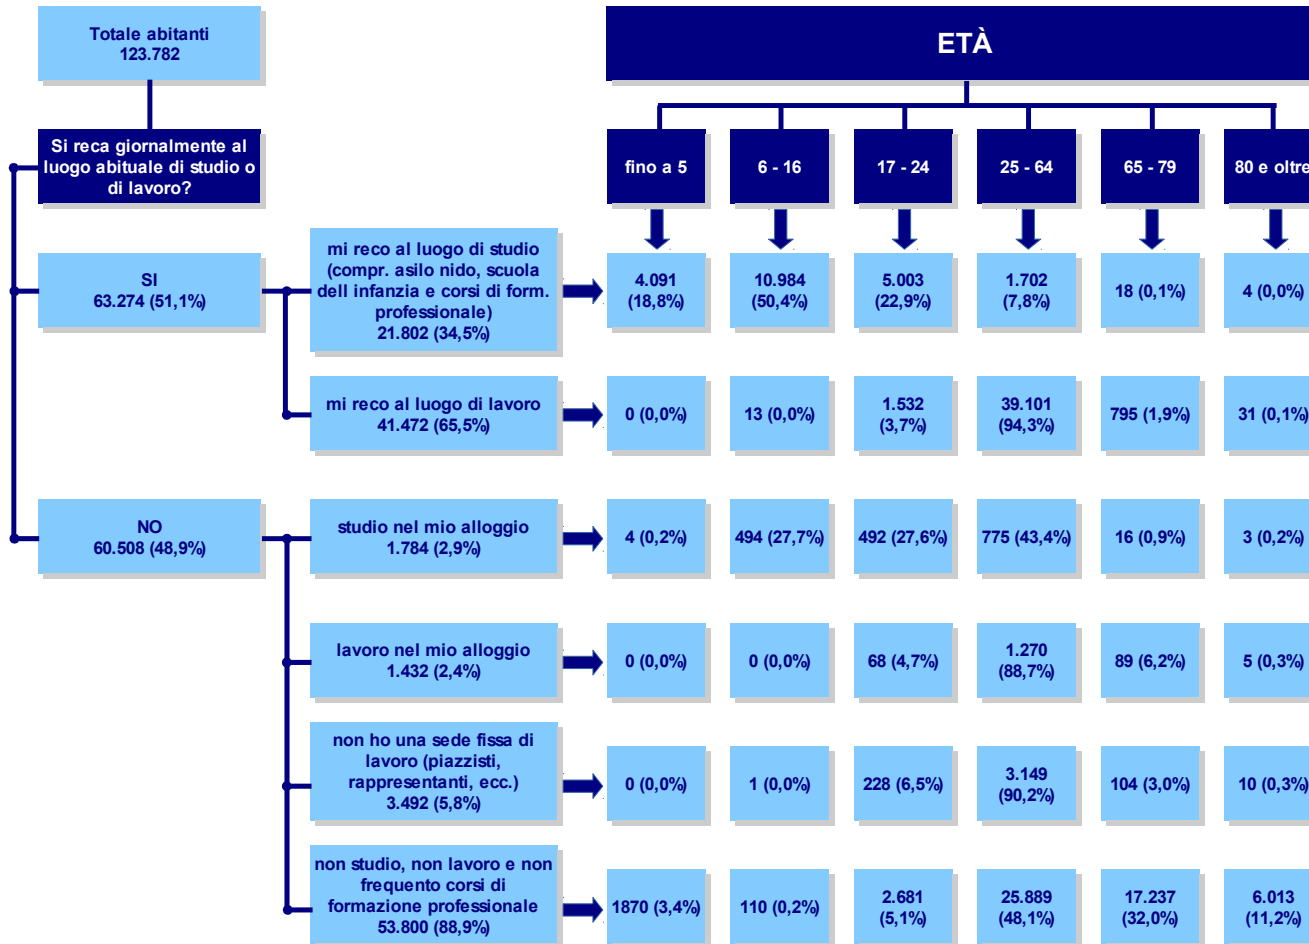 Totale abitanti
123.782
ETÀ
Si reca giornalmente al
luogo abituale di studio o
di lavoro?
fino a 5
6 - 16
17 - 24
25 - 64
65 - 79
80 e oltre
SI
63.274 (51,1%)
mi reco al luogo di studio
(compr. asilo nido, scuola
dell infanzia e corsi di form.
professionale)
21.802 (34,5%)
4.091
(18,8%)
10.984
(50,4%)
5.003
(22,9%)
1.702
(7,8%)
18 (0,1%)
4 (0,0%)
mi reco al luogo di lavoro
41.472 (65,5%)
0 (0,0%)
13 (0,0%)
1.532
(3,7%)
39.101
(94,3%)
795 (1,9%)
31 (0,1%)
NO
60.508 (48,9%)
studio nel mio alloggio
1.784 (2,9%)
4 (0,2%)
494 (27,7%)
492 (27,6%)
775 (43,4%)
16 (0,9%)
3 (0,2%)
lavoro nel mio alloggio
1.432 (2,4%)
0 (0,0%)
0 (0,0%)
68 (4,7%)
1.270
(88,7%)
89 (6,2%)
5 (0,3%)
non ho una sede fissa di
lavoro (piazzisti,
rappresentanti, ecc.)
3.492 (5,8%)
0 (0,0%)
1 (0,0%)
228 (6,5%)
3.149
(90,2%)
104 (3,0%)
10 (0,3%)
non studio, non lavoro e non
frequento corsi di
formazione professionale
53.800 (88,9%)
1870 (3,4%)
110 (0,2%)
2.681
(5,1%)
25.889
(48,1%)
17.237
(32,0%)
6.013
(11,2%)